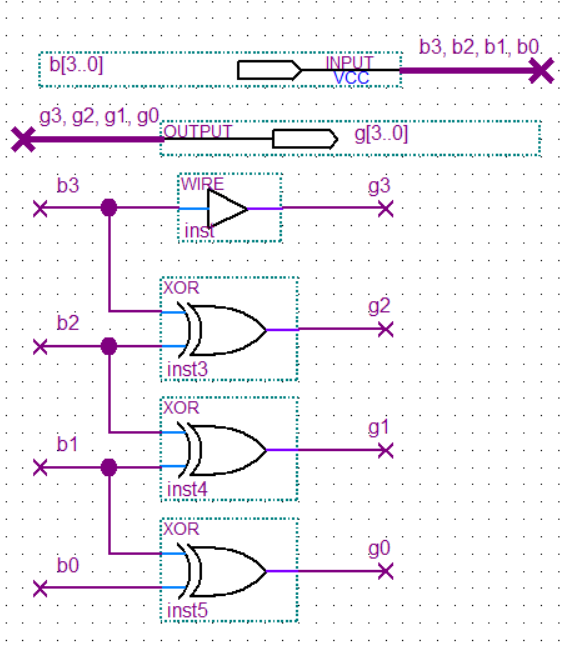 b3, b2, b1, b0
b[3..0]
INPUT
VCC
g3, g2, g1, g0
OUTPUT
g[3..0]
b3
WIRE
g3
inst
XOR
g2
b2
inst3
XOR
g1
b1
inst4
XOR
g0
b0
inst5